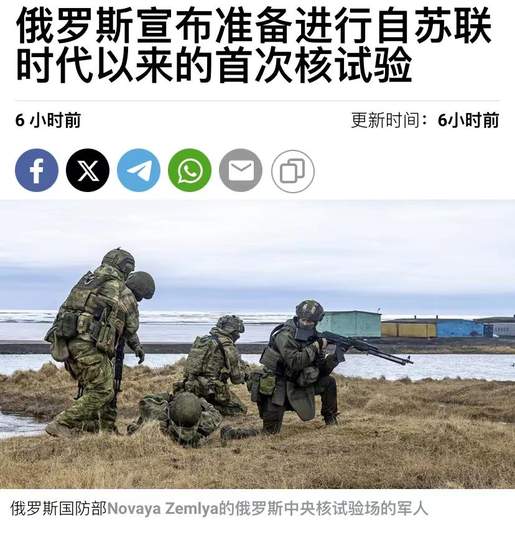 俄罗斯宣布准备进行自苏联
时代以来的首次核试验
6 小时前
更新时间：6小时前
俄罗斯国防部Novaya Zemlya的俄罗斯中央核试验场的军人